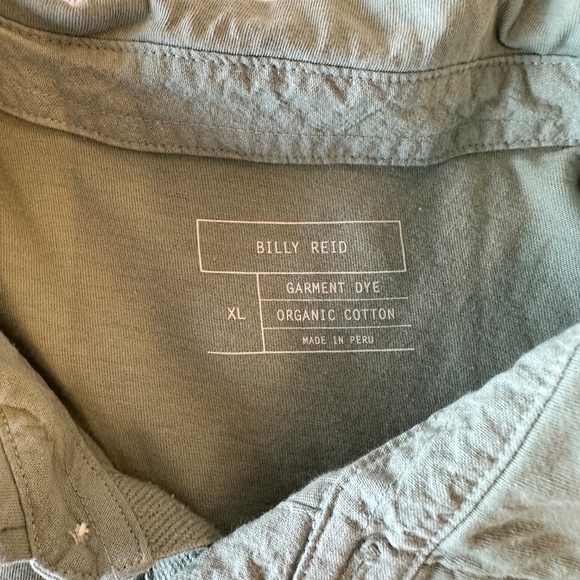 BILLY REID
GARMENT DYE
XL ORGANIC COTTON
MADE IN PERU